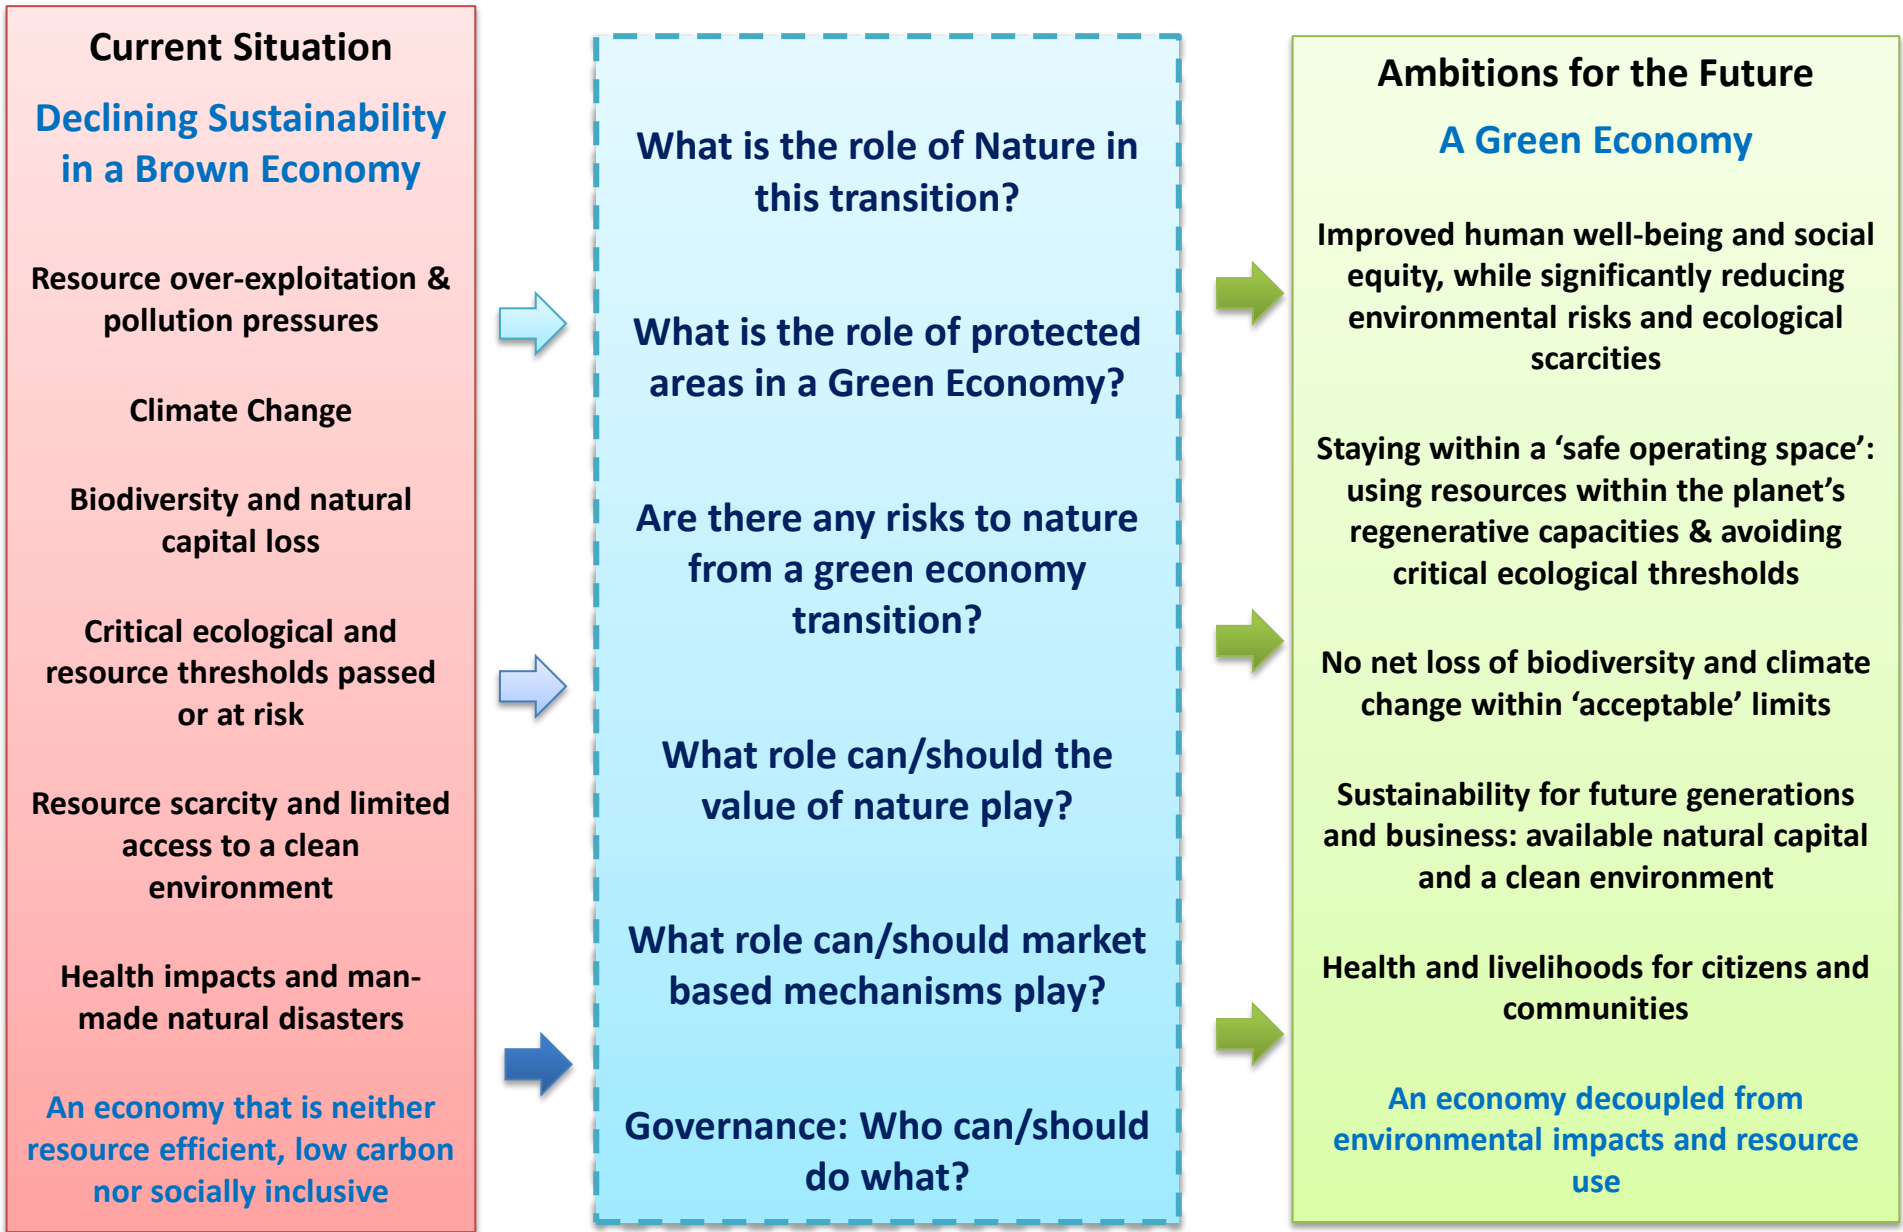 Current Situation
Declining Sustainability
in a Brown Economy
Resource over-exploitation &
pollution pressures
Climate Change
Biodiversity and natural
capital loss
Critical ecological and
resource thresholds passed
or at risk
Resource scarcity and limited
access to a clean
environment
Health impacts and man-
made natural disasters
An economy that is neither
resource efficient, low carbon
nor socially inclusive
What is the role of Nature in
this transition?
What is the role of protected
areas in a Green Economy?
Are there any risks to nature
from a green economy
transition?
What role can/should the
value of nature play?
What role can/should market
based mechanisms play?
Governance: Who can/should
do what?
Ambitions for the Future
A Green Economy
Improved human well-being and social
equity, while significantly reducing
environmental risks and ecological
scarcities
Staying within a ‘safe operating space’:
using resources within the planet’s
regenerative capacities & avoiding
critical ecological thresholds
No net loss of biodiversity and climate
change within ‘acceptable’ limits
Sustainability for future generations
and business: available natural capital
and a clean environment
Health and livelihoods for citizens and
communities
An economy decoupled from
environmental impacts and resource
use